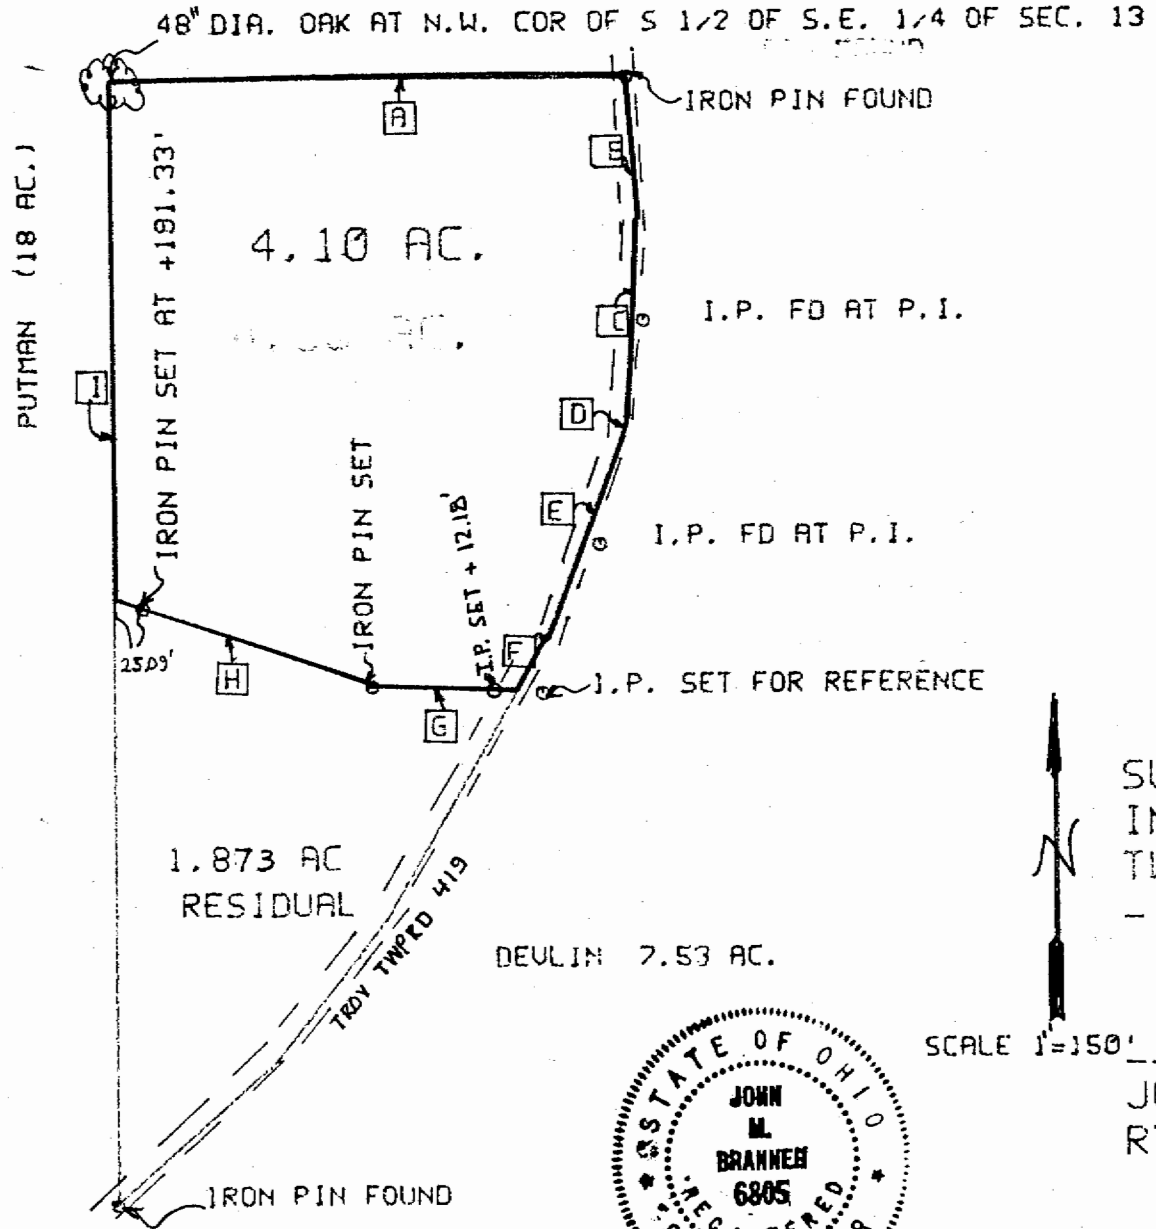 48" DIA. OAK AT N.W. COR OF S 1/2 OF S.E. 1/4 OF SEC. 13
IRON PIN FOUND
A
PUTMAN (18 AC.)
IRON PIN SET AT +191.33'
4.10 AC.
AC.
C
I.P. FD AT P.I.
I
D
IRON PIN SET
I.P. SET + 12.18'
E
I.P. FD AT P.I.
25.09'
H
F
I.P. SET FOR REFERENCE
G
N
1.873 AC
RESIDUAL
TROY TWP RD 419
DEVLIN 7.53 AC.
SCALE 1"=150'
STATE OF OHIO
JOHN
M.
BRANNEN
6805
REGISTERED
IRON PIN FOUND